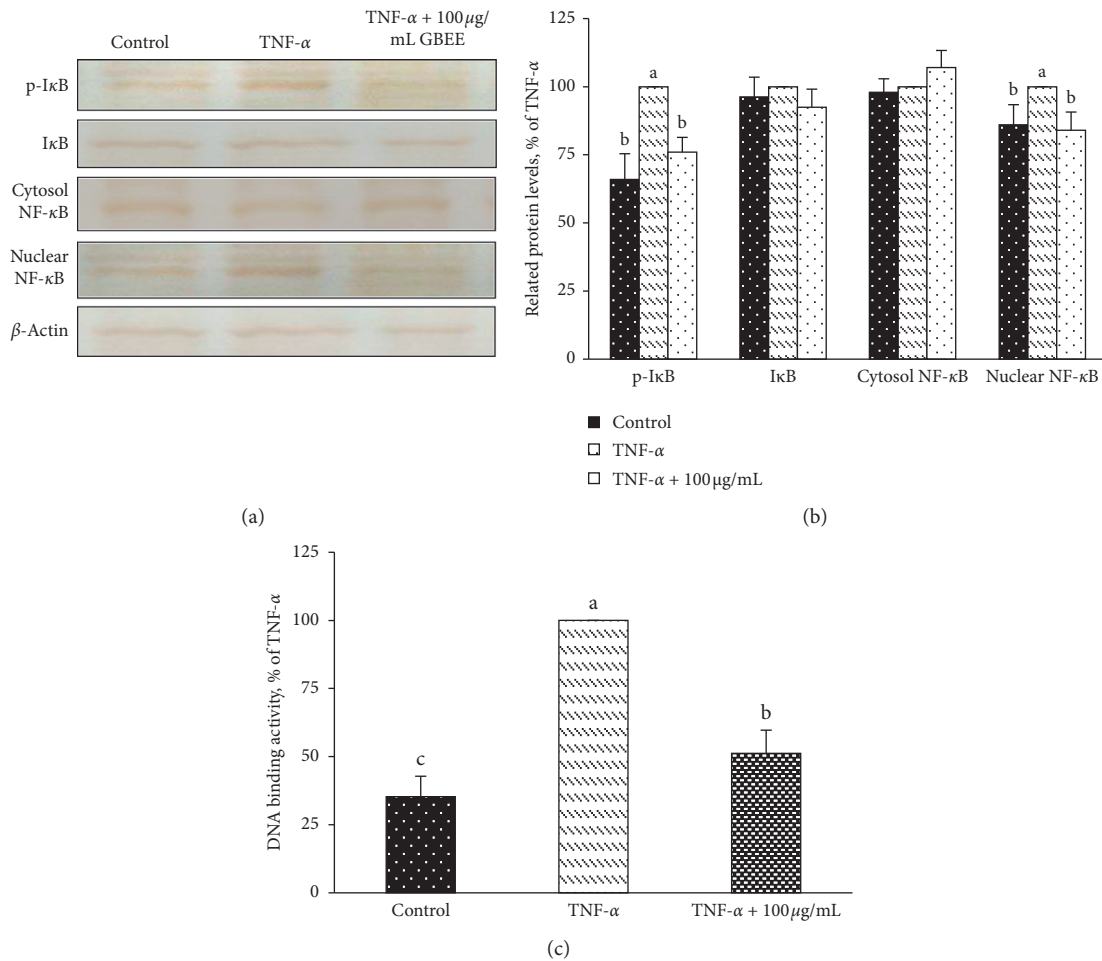 Control
TNF-α
TNF-α + 100 μg/
mL GBEE
p-IκB
IκB
Cytosol
NF-κB
Nuclear
NF-κB
β-Actin
(a)
Related protein levels, % of TNF-α
125
100
75
50
25
0
b
a
b
b
a
b
p-IκB
IκB
Cytosol NF-κB
Nuclear NF-κB
Control
TNF-α
TNF-α + 100 μg/mL
(b)
DNA binding activity, % of TNF-α
125
100
75
50
25
0
c
a
b
Control
TNF-α
TNF-α + 100 μg/mL
(c)